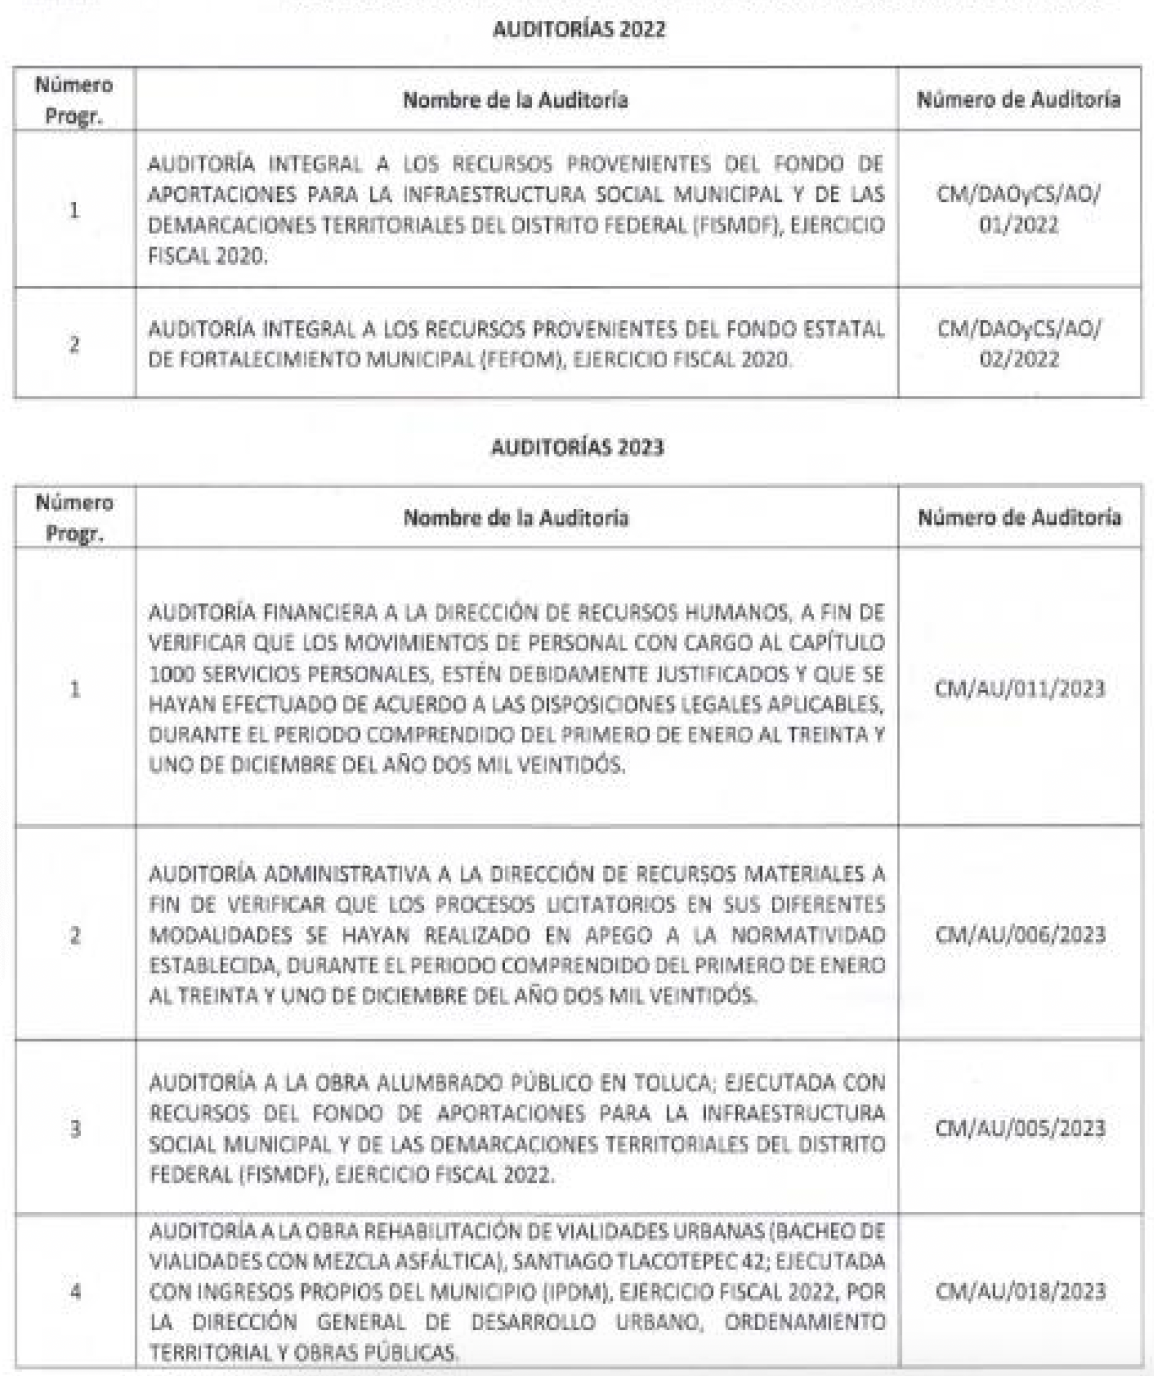 AUDITORÍAS 2022
Número Progr. Nombre de la Auditoría Número de Auditoría
1
AUDITORÍA INTEGRAL A LOS RECURSOS PROVENIENTES DEL FONDO DE
APORTACIONES PARA LA INFRAESTRUCTURA SOCIAL MUNICIPAL Y DE LAS
DEMARCACIONES TERRITORIALES DEL DISTRITO FEDERAL (FISMDF), EJERCICIO
FISCAL 2020.
CM/DAOyCS/AO/
01/2022
2
AUDITORÍA INTEGRAL A LOS RECURSOS PROVENIENTES DEL FONDO ESTATAL
DE FORTALECIMIENTO MUNICIPAL (FEFOM), EJERCICIO FISCAL 2020.
CM/DAOyCS/AO/
02/2022
AUDITORÍAS 2023
Número Progr. Nombre de la Auditoría Número de Auditoría
1
AUDITORÍA FINANCIERA A LA DIRECCIÓN DE RECURSOS HUMANOS, A FIN DE
VERIFICAR QUE LOS MOVIMIENTOS DE PERSONAL CON CARGO AL CAPÍTULO
1000 SERVICIOS PERSONALES, ESTÉN DEBIDAMENTE JUSTIFICADOS Y QUE SE
HAYAN EFECTUADO DE ACUERDO A LAS DISPOSICIONES LEGALES APLICABLES,
DURANTE EL PERIODO COMPRENDIDO DEL PRIMERO DE ENERO AL TREINTA Y
UNO DE DICIEMBRE DEL AÑO DOS MIL VEINTIDÓS.
CM/AU/011/2023
2
AUDITORÍA ADMINISTRATIVA A LA DIRECCIÓN DE RECURSOS MATERIALES A
FIN DE VERIFICAR QUE LOS PROCESOS LICITATORIOS EN SUS DIFERENTES
MODALIDADES SE HAYAN REALIZADO EN APEGO A LA NORMATIVIDAD
ESTABLECIDA, DURANTE EL PERIODO COMPRENDIDO DEL PRIMERO DE ENERO
AL TREINTA Y UNO DE DICIEMBRE DEL AÑO DOS MIL VEINTIDÓS.
CM/AU/006/2023
3
AUDITORÍA A LA OBRA ALUMBRADO PÚBLICO EN TOLUCA; EJECUTADA CON
RECURSOS DEL FONDO DE APORTACIONES PARA LA INFRAESTRUCTURA
SOCIAL MUNICIPAL Y DE LAS DEMARCACIONES TERRITORIALES DEL DISTRITO
FEDERAL (FISMDF), EJERCICIO FISCAL 2022.
CM/AU/005/2023
4
AUDITORÍA A LA OBRA REHABILITACIÓN DE VIALIDADES URBANAS (BACHEO DE
VIALIDADES CON MEZCLA ASFÁLTICA), SANTIAGO TLACOTEPEC 42; EJECUTADA
CON INGRESOS PROPIOS DEL MUNICIPIO (IPDM), EJERCICIO FISCAL 2022, POR
LA DIRECCIÓN GENERAL DE DESARROLLO URBANO, ORDENAMIENTO
TERRITORIAL Y OBRAS PÚBLICAS.
CM/AU/018/2023